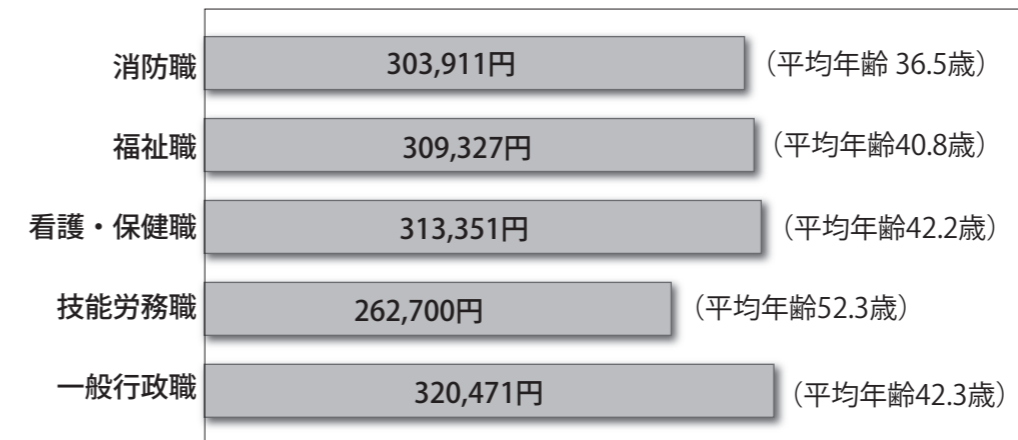 消防職 303,911円 （平均年齢 36.5歳）
福祉職 309,327円 （平均年齢40.8歳）
看護・保健職 313,351円 （平均年齢42.2歳）
技能労務職 262,700円 （平均年齢52.3歳）
一般行政職 320,471円 （平均年齢42.3歳）